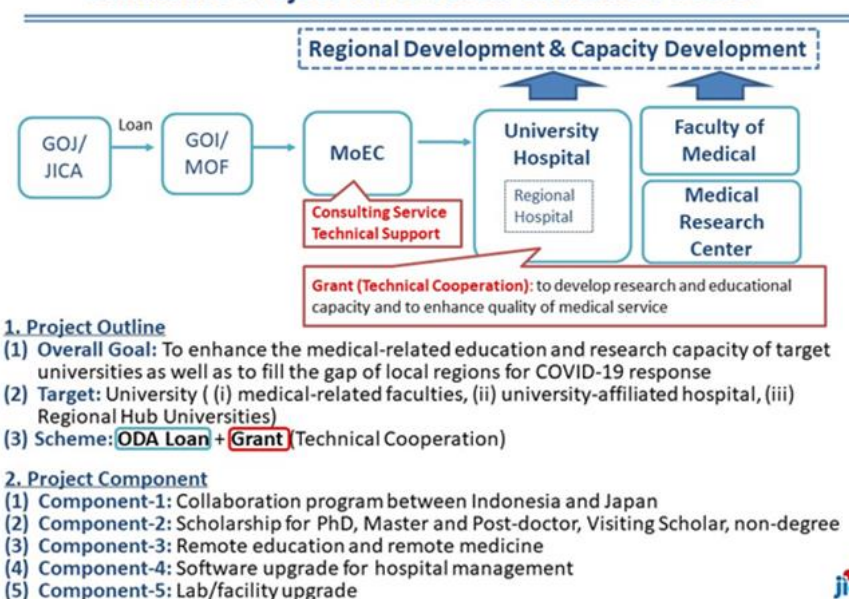 Regional Development & Capacity Development
GOJ/
JICA
Loan
GOI/
MOF
MoEC
University
Hospital
Regional
Hospital
Faculty of
Medical
Medical
Research
Center
Consulting Service
Technical Support
Grant (Technical Cooperation): to develop research and educational
capacity and to enhance quality of medical service
1. Project Outline
(1) Overall Goal: To enhance the medical-related education and research capacity of target
universities as well as to fill the gap of local regions for COVID-19 response
(2) Target: University ( (i) medical-related faculties, (ii) university-affiliated hospital, (iii)
Regional Hub Universities)
(3) Scheme: ODA Loan + Grant (Technical Cooperation)
2. Project Component
(1) Component-1: Collaboration program between Indonesia and Japan
(2) Component-2: Scholarship for PhD, Master and Post-doctor, Visiting Scholar, non-degree
(3) Component-3: Remote education and remote medicine
(4) Component-4: Software upgrade for hospital management
(5) Component-5: Lab/facility upgrade